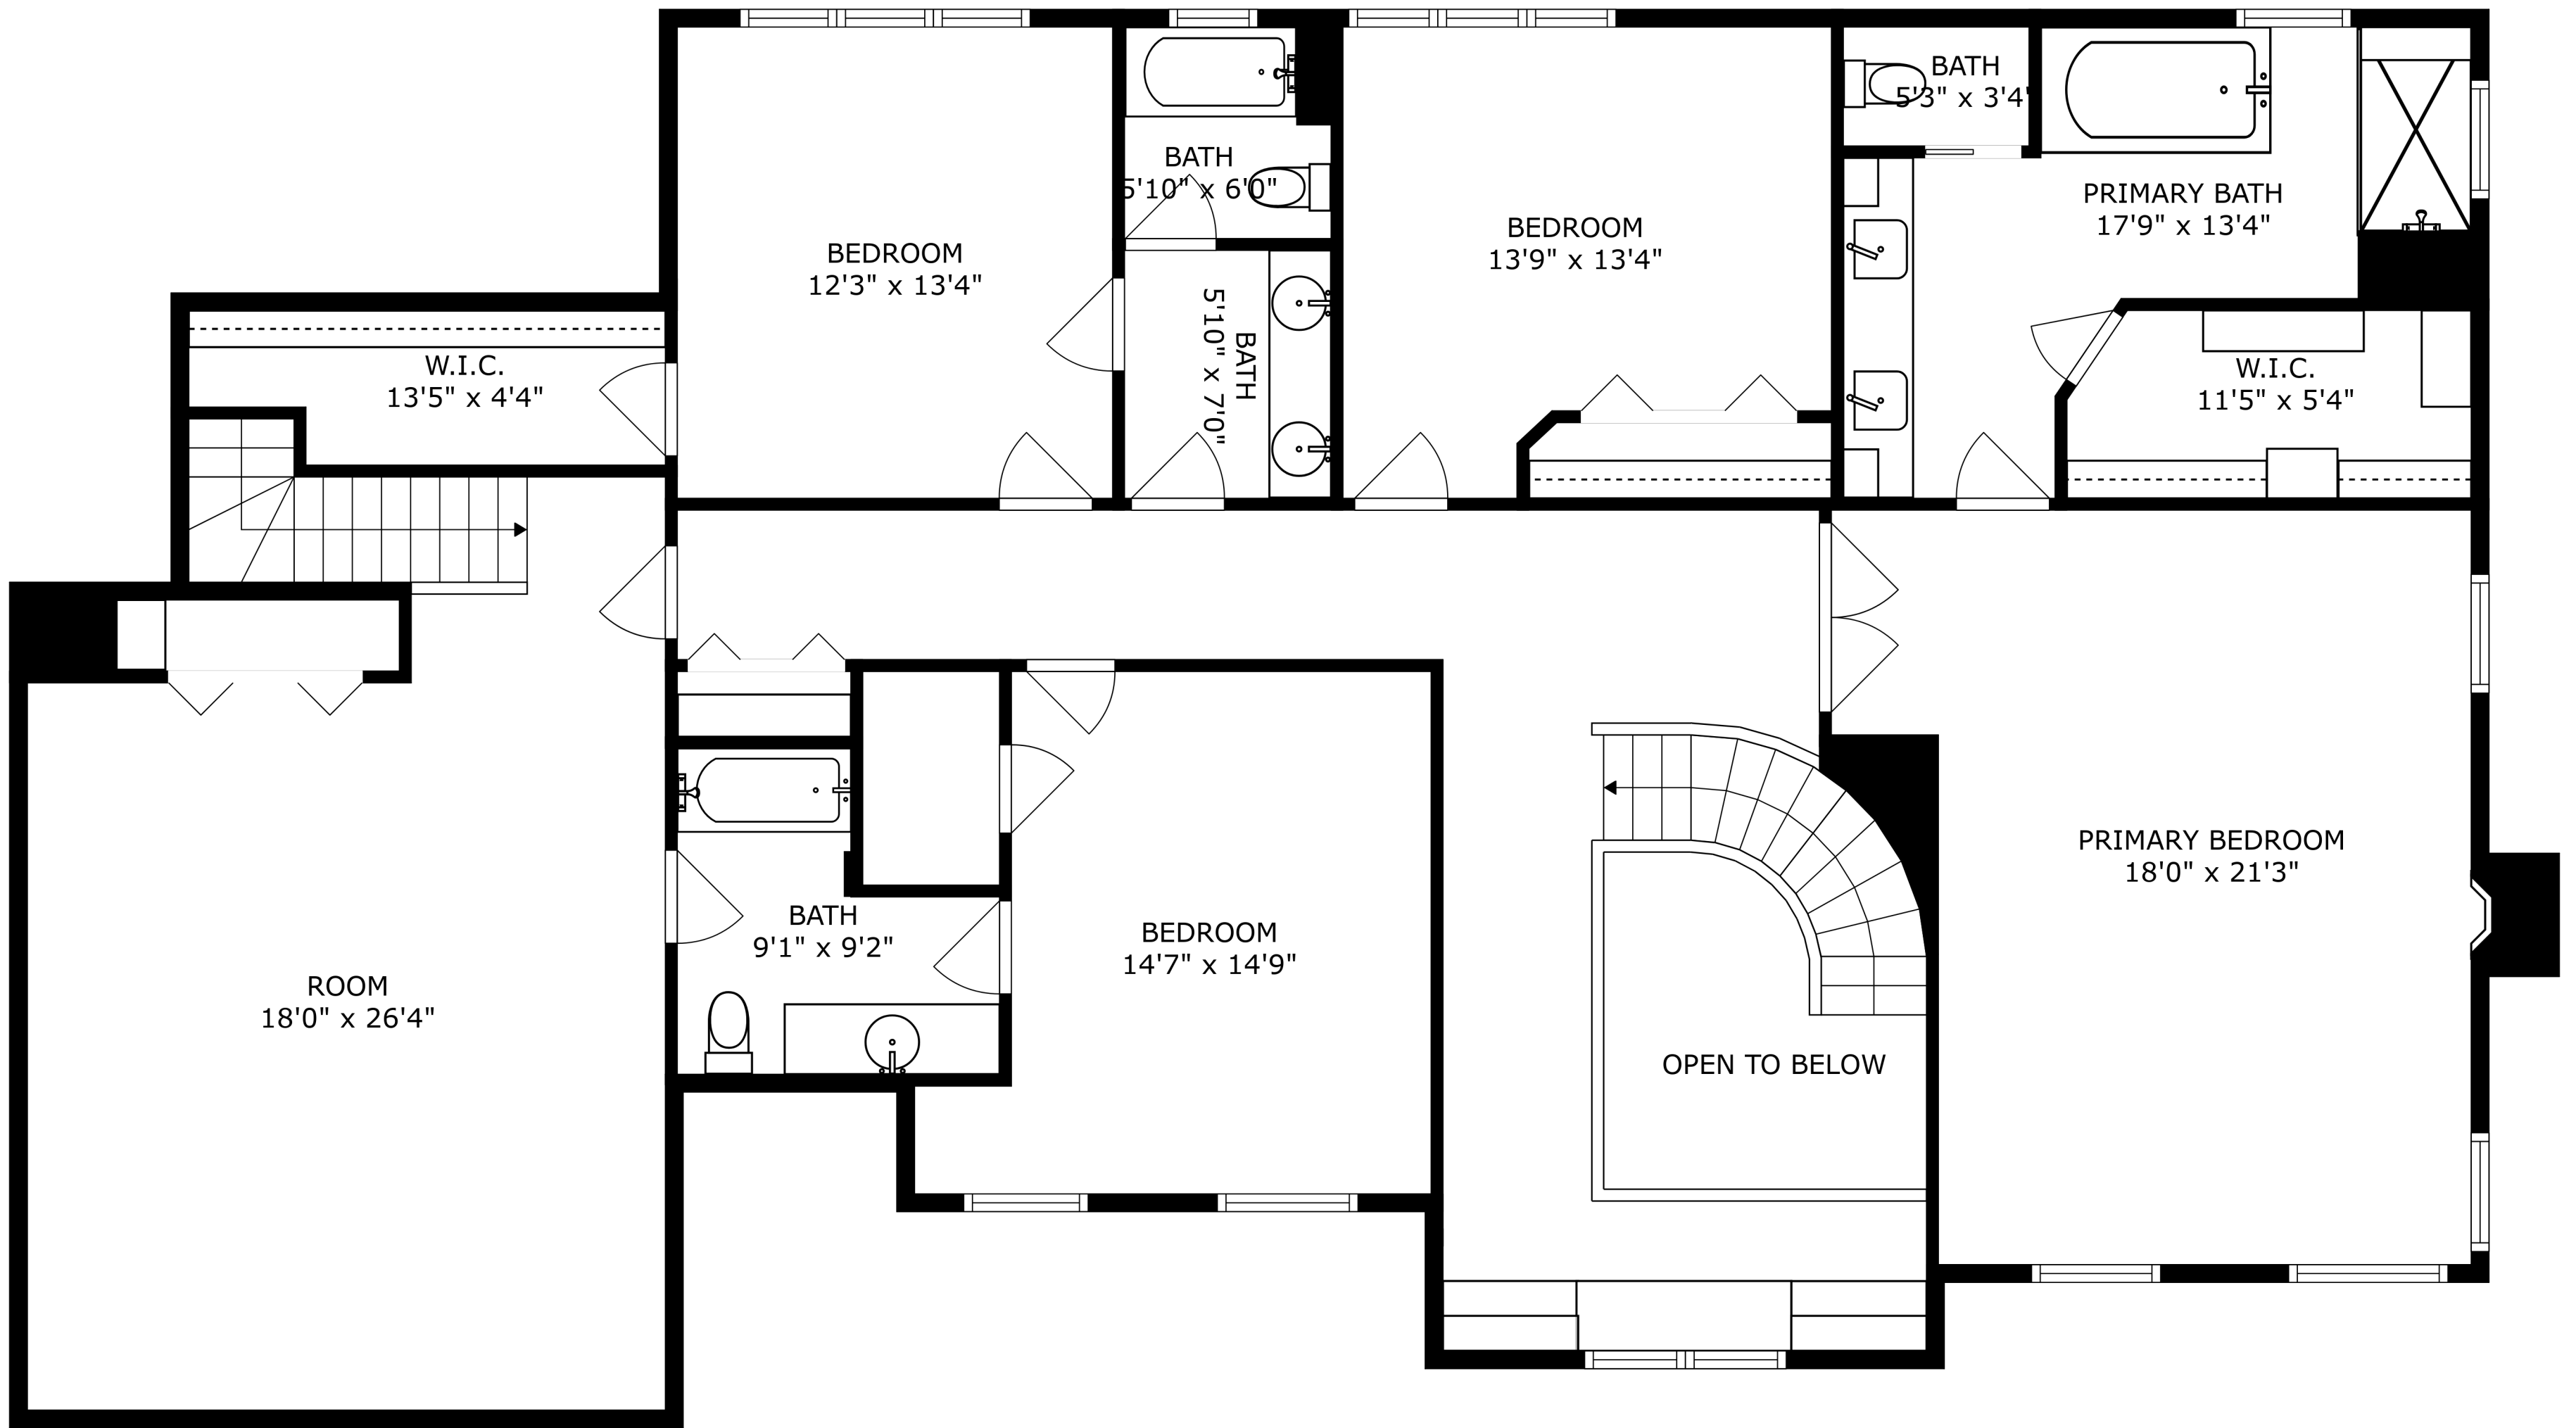 BATH
5'3" x 3'4"
BATH
5'10" x 6'0"
PRIMARY BATH
17'9" x 13'4"
BEDROOM
12'3" x 13'4"
BEDROOM
13'9" x 13'4"
BATH
5'10" x 7'0"
W.I.C.
13'5" x 4'4"
W.I.C.
11'5" x 5'4"
PRIMARY BEDROOM
18'0" x 21'3"
BATH
9'1" x 9'2"
BEDROOM
14'7" x 14'9"
ROOM
18'0" x 26'4"
OPEN TO BELOW